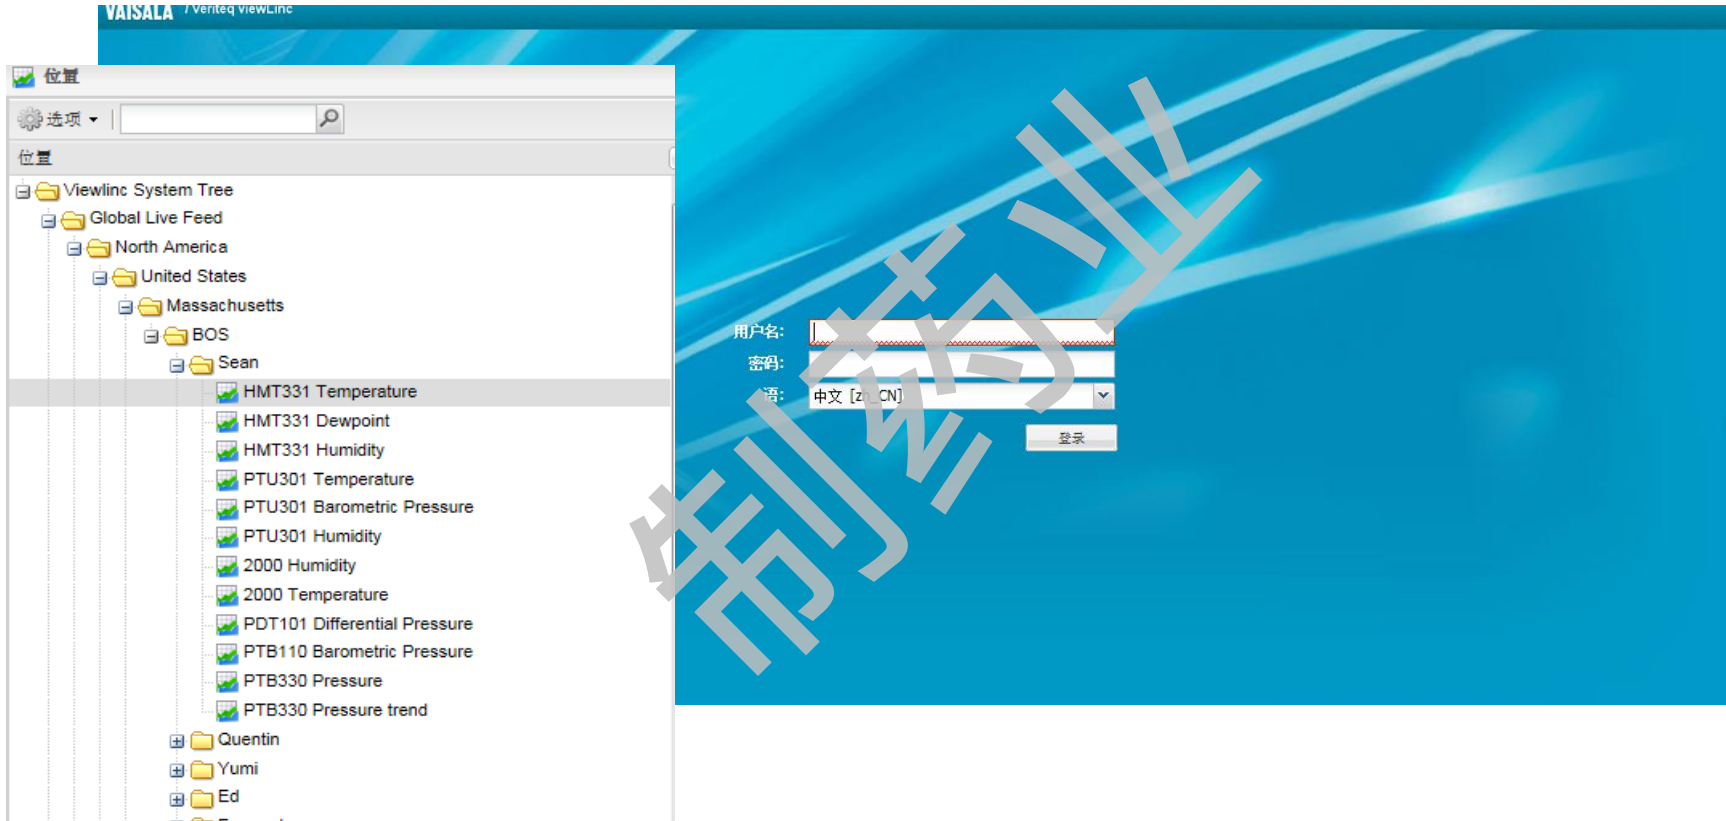 VAISALA / Veriteq viewLinc
位置
选项
位置
Viewlinc System Tree
Global Live Feed
North America
United States
Massachusetts
BOS
Sean
HMT331 Temperature
HMT331 Dewpoint
HMT331 Humidity
PTU301 Temperature
PTU301 Barometric Pressure
PTU301 Humidity
2000 Humidity
2000 Temperature
PDT101 Differential Pressure
PTB110 Barometric Pressure
PTB330 Pressure
PTB330 Pressure trend
Quentin
Yumi
Ed
用户名:
密码:
语:
中文 [zh_CN]
登录
制药业